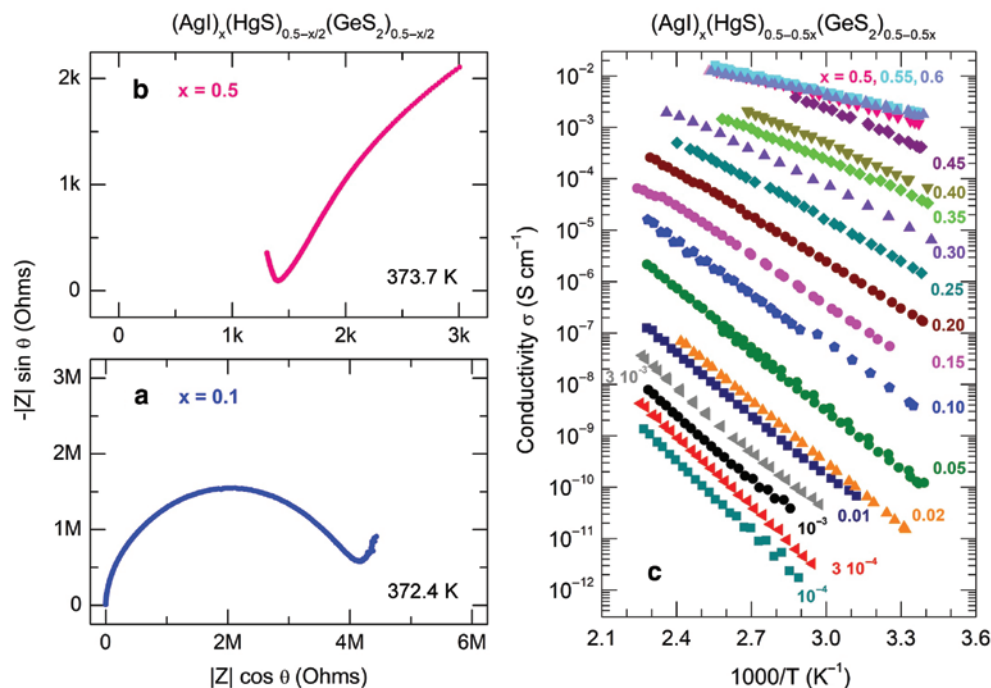 (AgI)ₓ(HgS)₀.₅₋ₓ/₂(GeS₂)₀.₅₋ₓ/₂
b x = 0.5
2k
1k
0
373.7 K
0 1k 2k 3k
-|Z| sin θ (Ohms)
a x = 0.1
3M
2M
1M
0
372.4 K
0 2M 4M 6M
|Z| cos θ (Ohms)
(AgI)ₓ(HgS)₀.₅₋₀.₅ₓ(GeS₂)₀.₅₋₀.₅ₓ
Conductivity σ (S cm⁻¹)
10⁻²
10⁻³
10⁻⁴
10⁻⁵
10⁻⁶
10⁻⁷
10⁻⁸
10⁻⁹
10⁻¹⁰
10⁻¹¹
10⁻¹²
x = 0.5, 0.55, 0.6
0.45
0.40
0.35
0.30
0.25
0.20
0.15
0.10
0.05
0.02
0.01
3 10⁻³
10⁻³
3 10⁻⁴
10⁻⁴
c
2.1 2.4 2.7 3.0 3.3 3.6
1000/T (K⁻¹)